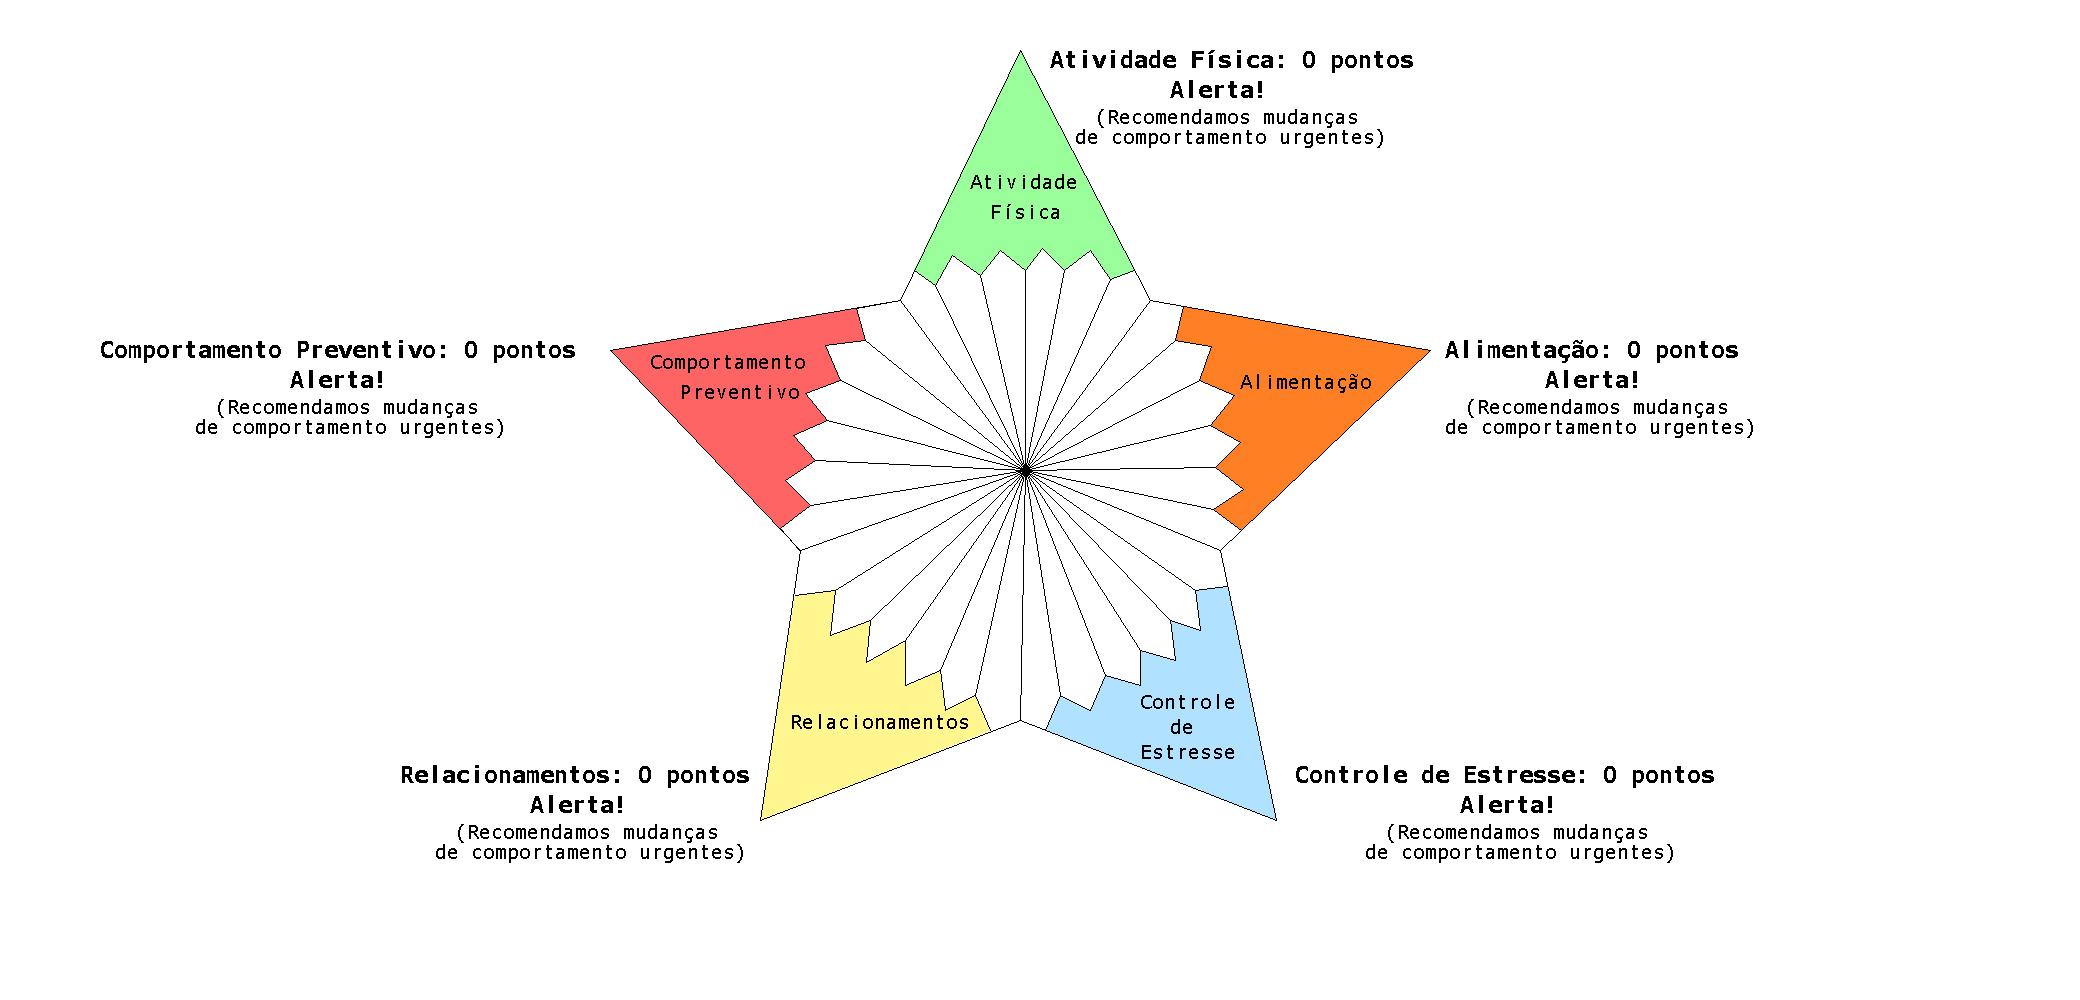 Atividade Física: 0 pontos
Alerta!
(Recomendamos mudanças
de comportamento urgentes)
Atividade
Física
Comportamento Preventivo: 0 pontos
Alerta!
(Recomendamos mudanças
de comportamento urgentes)
Comportamento
Preventivo
Alimentação
Alimentação: 0 pontos
Alerta!
(Recomendamos mudanças
de comportamento urgentes)
Relacionamentos
Relacionamentos: 0 pontos
Alerta!
(Recomendamos mudanças
de comportamento urgentes)
Controle
de
Estresse
Controle de Estresse: 0 pontos
Alerta!
(Recomendamos mudanças
de comportamento urgentes)